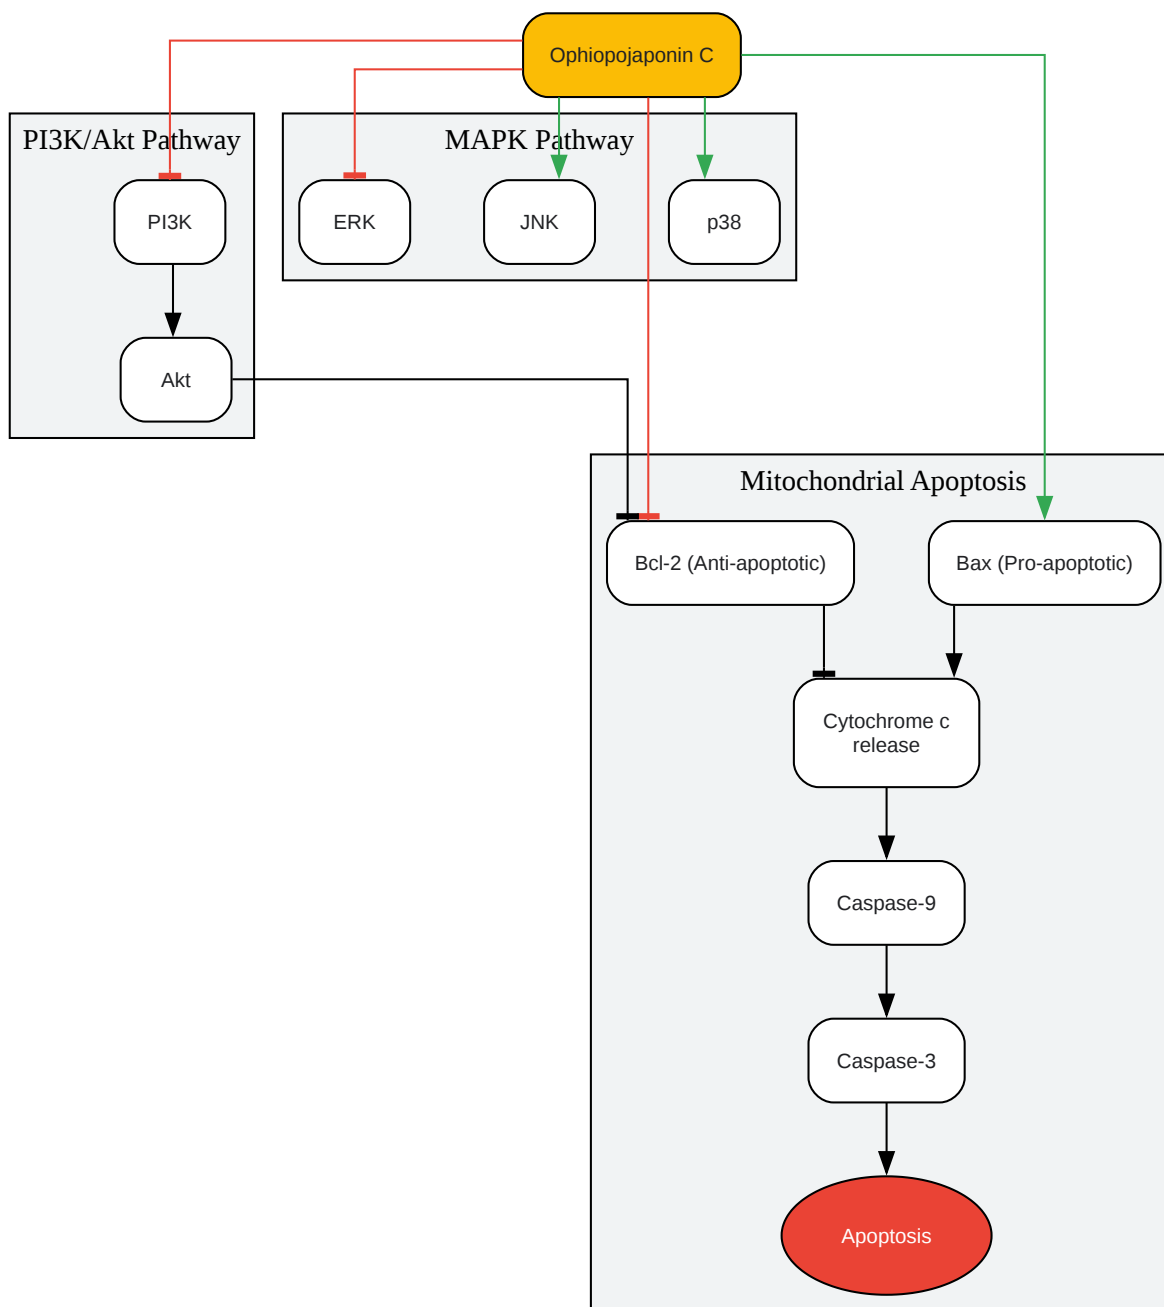 Ophiopojaponin C
PI3K/Akt Pathway
MAPK Pathway
PI3K
ERK
JNK
p38
Akt
Mitochondrial Apoptosis
Bcl-2 (Anti-apoptotic)
Bax (Pro-apoptotic)
Cytochrome c
release
Caspase-9
Caspase-3
Apoptosis